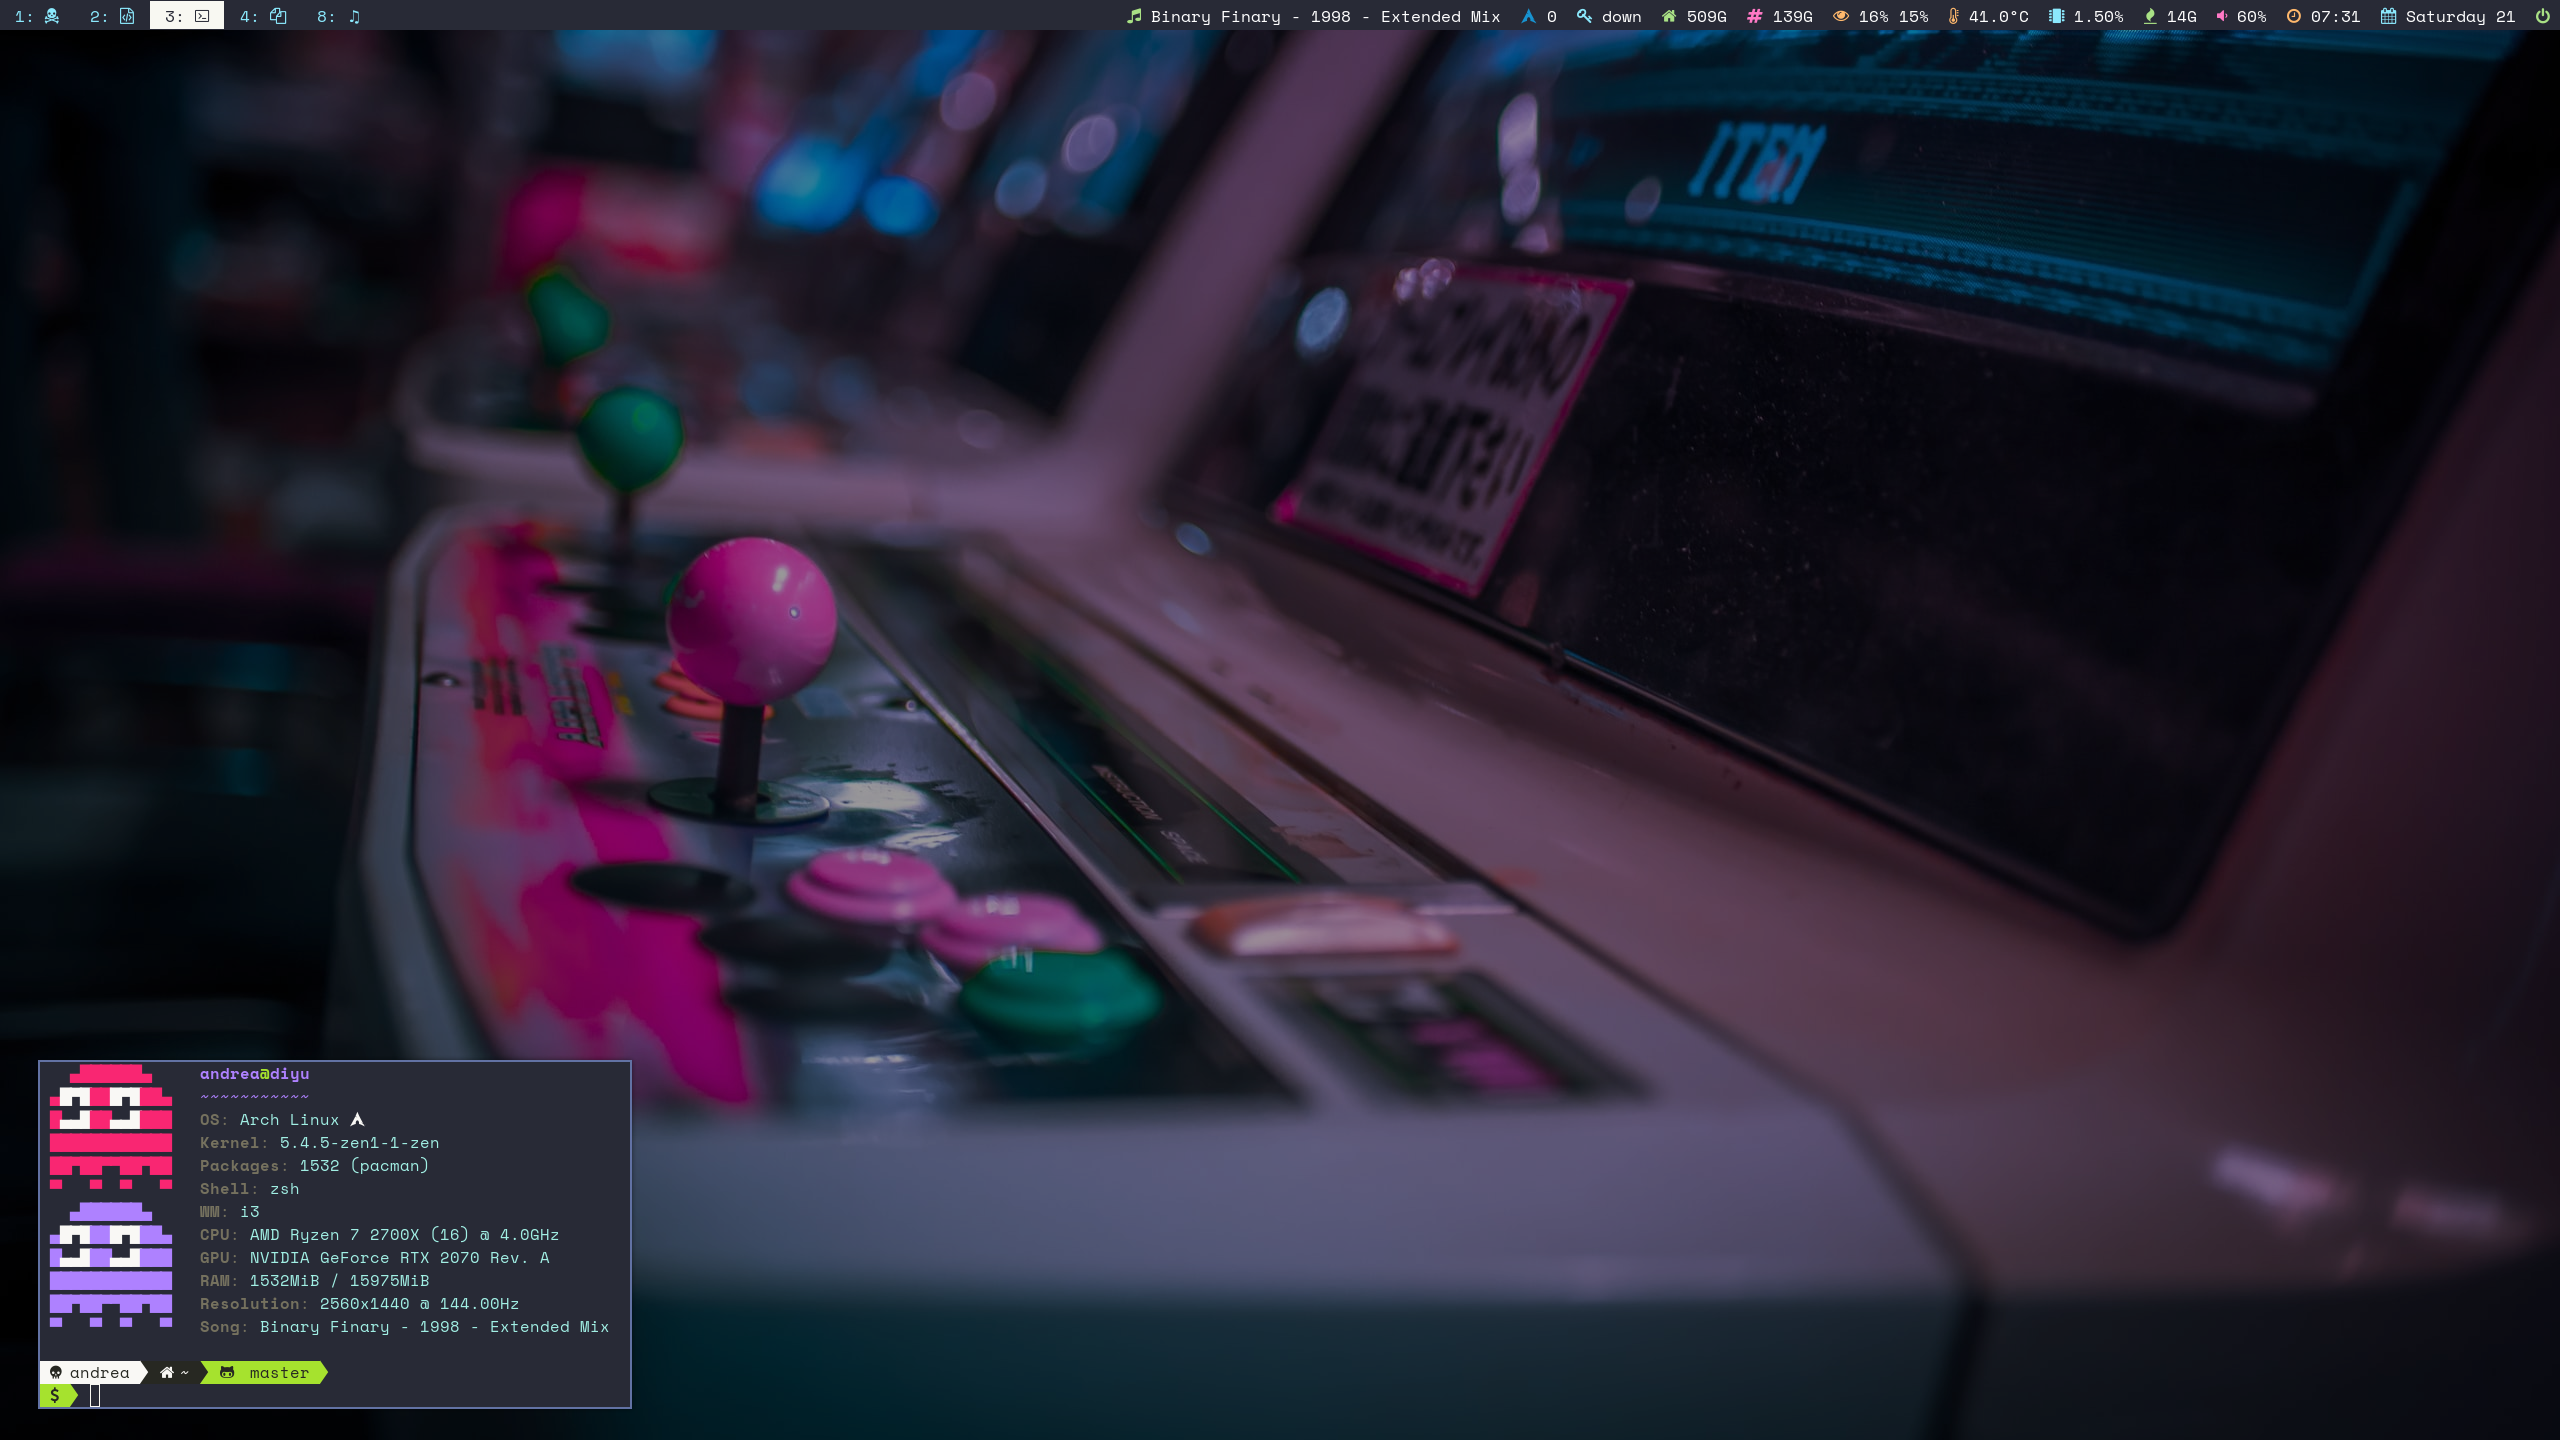 1:
2:
3:
4:
8:
Binary Finary - 1998 - Extended Mix
0
down
509G
139G
16% 15%
41.0°C
1.50%
14G
60%
07:31
Saturday 21
ITEM
andrea@diyu
~~~~~~~~~~~
OS: Arch Linux
Kernel: 5.4.5-zen1-1-zen
Packages: 1532 (pacman)
Shell: zsh
WM: i3
CPU: AMD Ryzen 7 2700X (16) @ 4.0GHz
GPU: NVIDIA GeForce RTX 2070 Rev. A
RAM: 1532MiB / 15975MiB
Resolution: 2560x1440 @ 144.00Hz
Song: Binary Finary - 1998 - Extended Mix
andrea ~ master
$